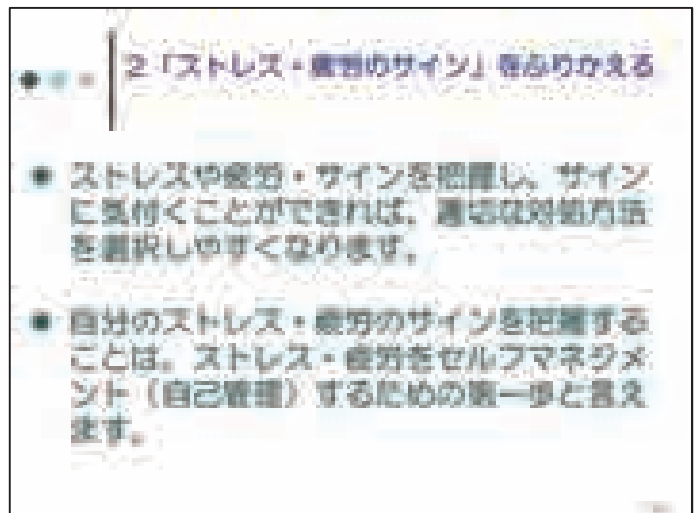 2「ストレス・疲労のサイン」をふりかえる
ストレスや疲労・サインを把握し、サイン
に気付くことができれば、適切な対処方法
を選択しやすくなります。
自分のストレス・疲労のサインを把握する
ことは、ストレス・疲労をセルフマネジメ
ント（自己管理）するための第一歩と言え
ます。